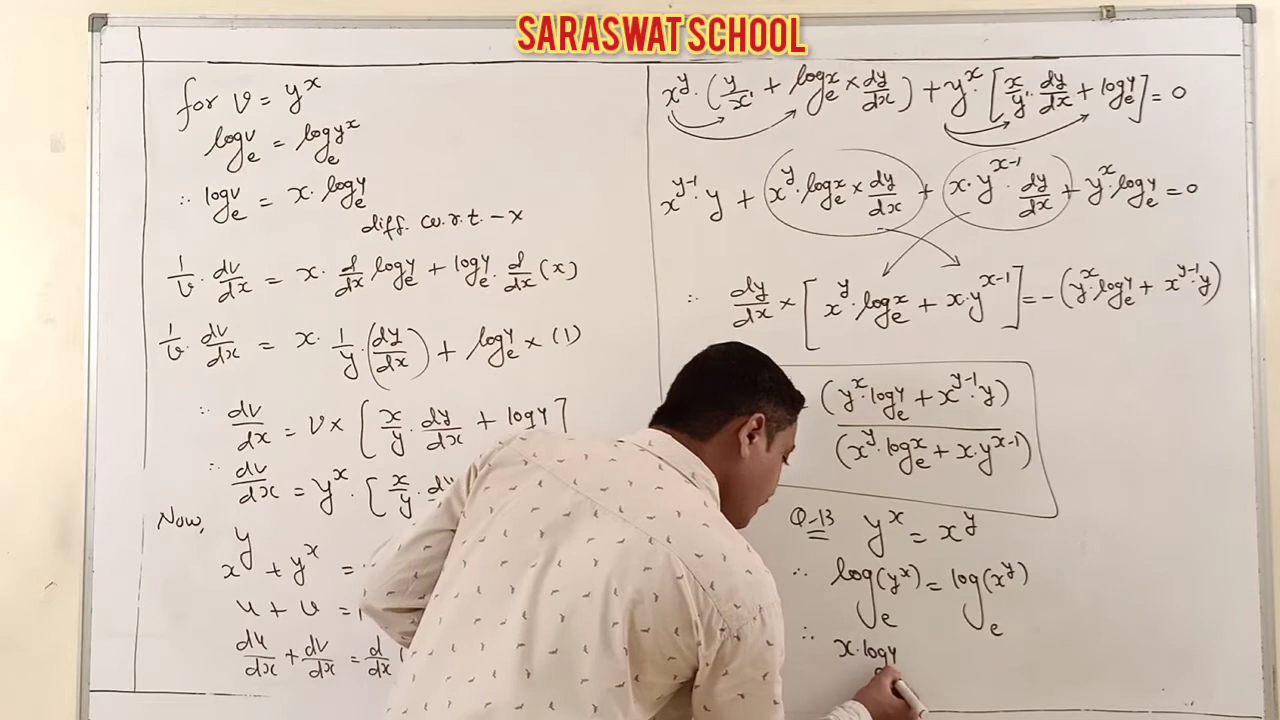 SARASWAT SCHOOL
for v = y^x
log_e v = log_e y^x
∴ log_e v = x · log_e y
diff. w.r.t. - x
1/v · dv/dx = x · d/dx log_e y + log_e y · d/dx (x)
1/v · dv/dx = x · 1/y · (dy/dx) + log_e y × (1)
∴ dv/dx = v × [x/y · dy/dx + log y]
∴ dv/dx = y^x · [x/y
Now,
x^y + y^x =
u + v =
du/dx + dv/dx = d/dx
x^y · (y/x + log_e x × dy/dx) + y^x · [x/y · dy/dx + log_e y] = 0
x^(y-1) · y + x^y · log_e x × dy/dx + x · y^(x-1) · dy/dx + y^x · log_e y = 0
∴ dy/dx × [x^y · log_e x + x · y^(x-1)] = -(y^x · log_e y + x^(y-1) · y)
(y^x · log_e y + x^(y-1) · y)
(x^y · log_e x + x · y^(x-1))
Q-13 y^x = x^y
∴ log_e (y^x) = log_e (x^y)
∴ x · log y